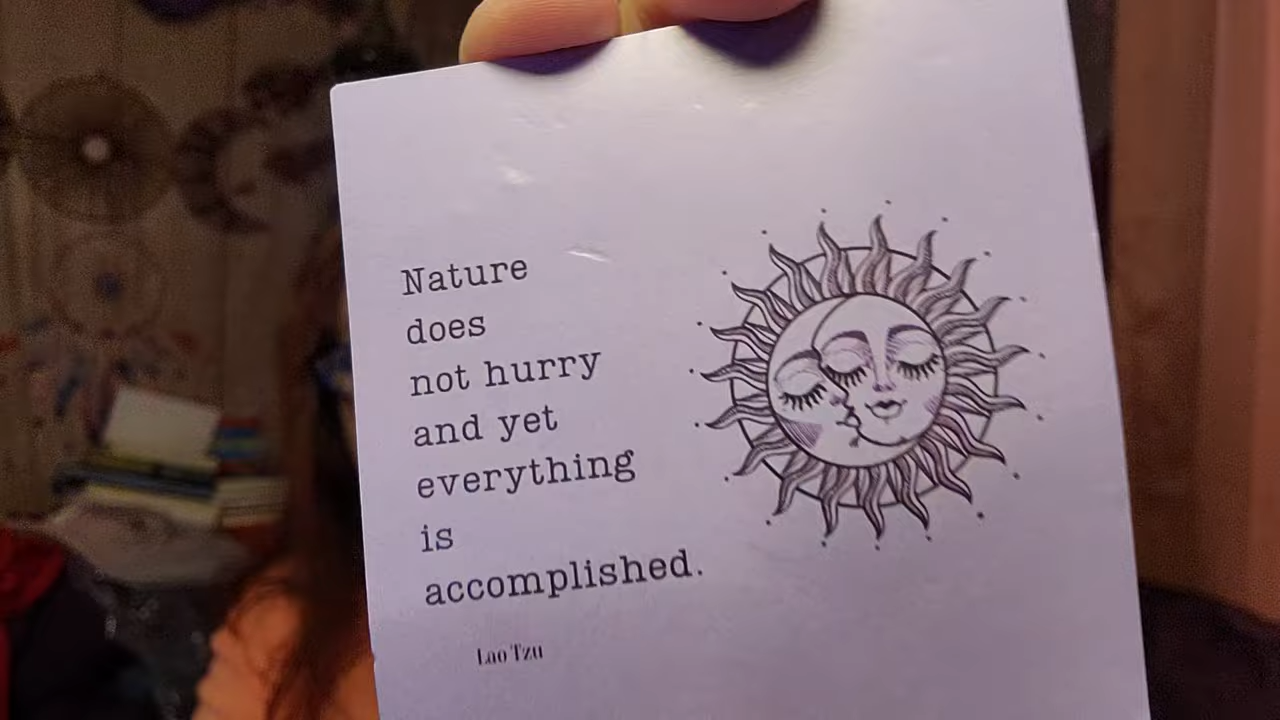 Nature
does
not hurry
and yet
everything
is
accomplished.
Lao Tzu